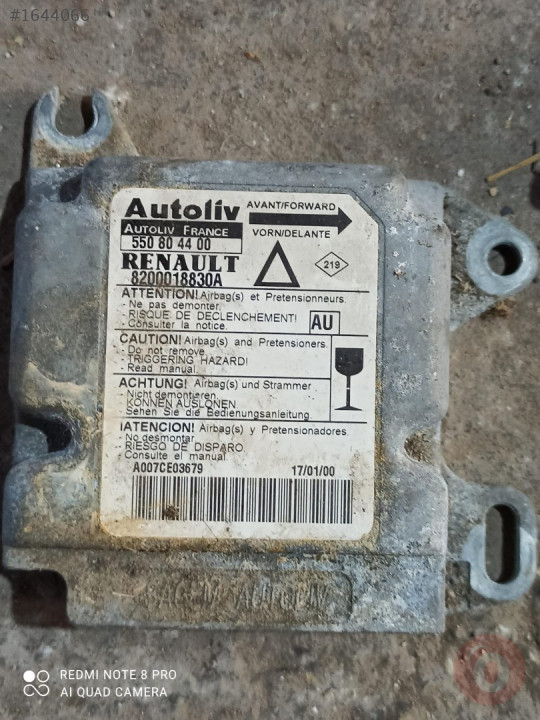 #1644066
Autoliv
AVANT/FORWARD
AUTOLIV FRANCE
VORN/DELANTE
550 80 44 00
RENAULT
219
8200018830A
ATTENTION! Airbag(s) et Pretensionneurs.
- Ne pas demonter.
- RISQUE DE DECLENCHEMENT!
- Consulter la notice.
AU
CAUTION! Airbag(s) and Pretensioners.
- Do not remove.
- TRIGGERING HAZARD!
- Read manual.
ACHTUNG! Airbag(s) und Strammer
- Nicht demontieren.
- KONNEN AUSLONEN
Sehen Sie die Bedienungsanleitung.
¡ATENCION! Airbag(s) y Pretensionadores.
- No desmontar.
- RIESGO DE DISPARO
- Consulte el manual.
A007CE03679
17/01/00
REDMI NOTE 8 PRO
AI QUAD CAMERA